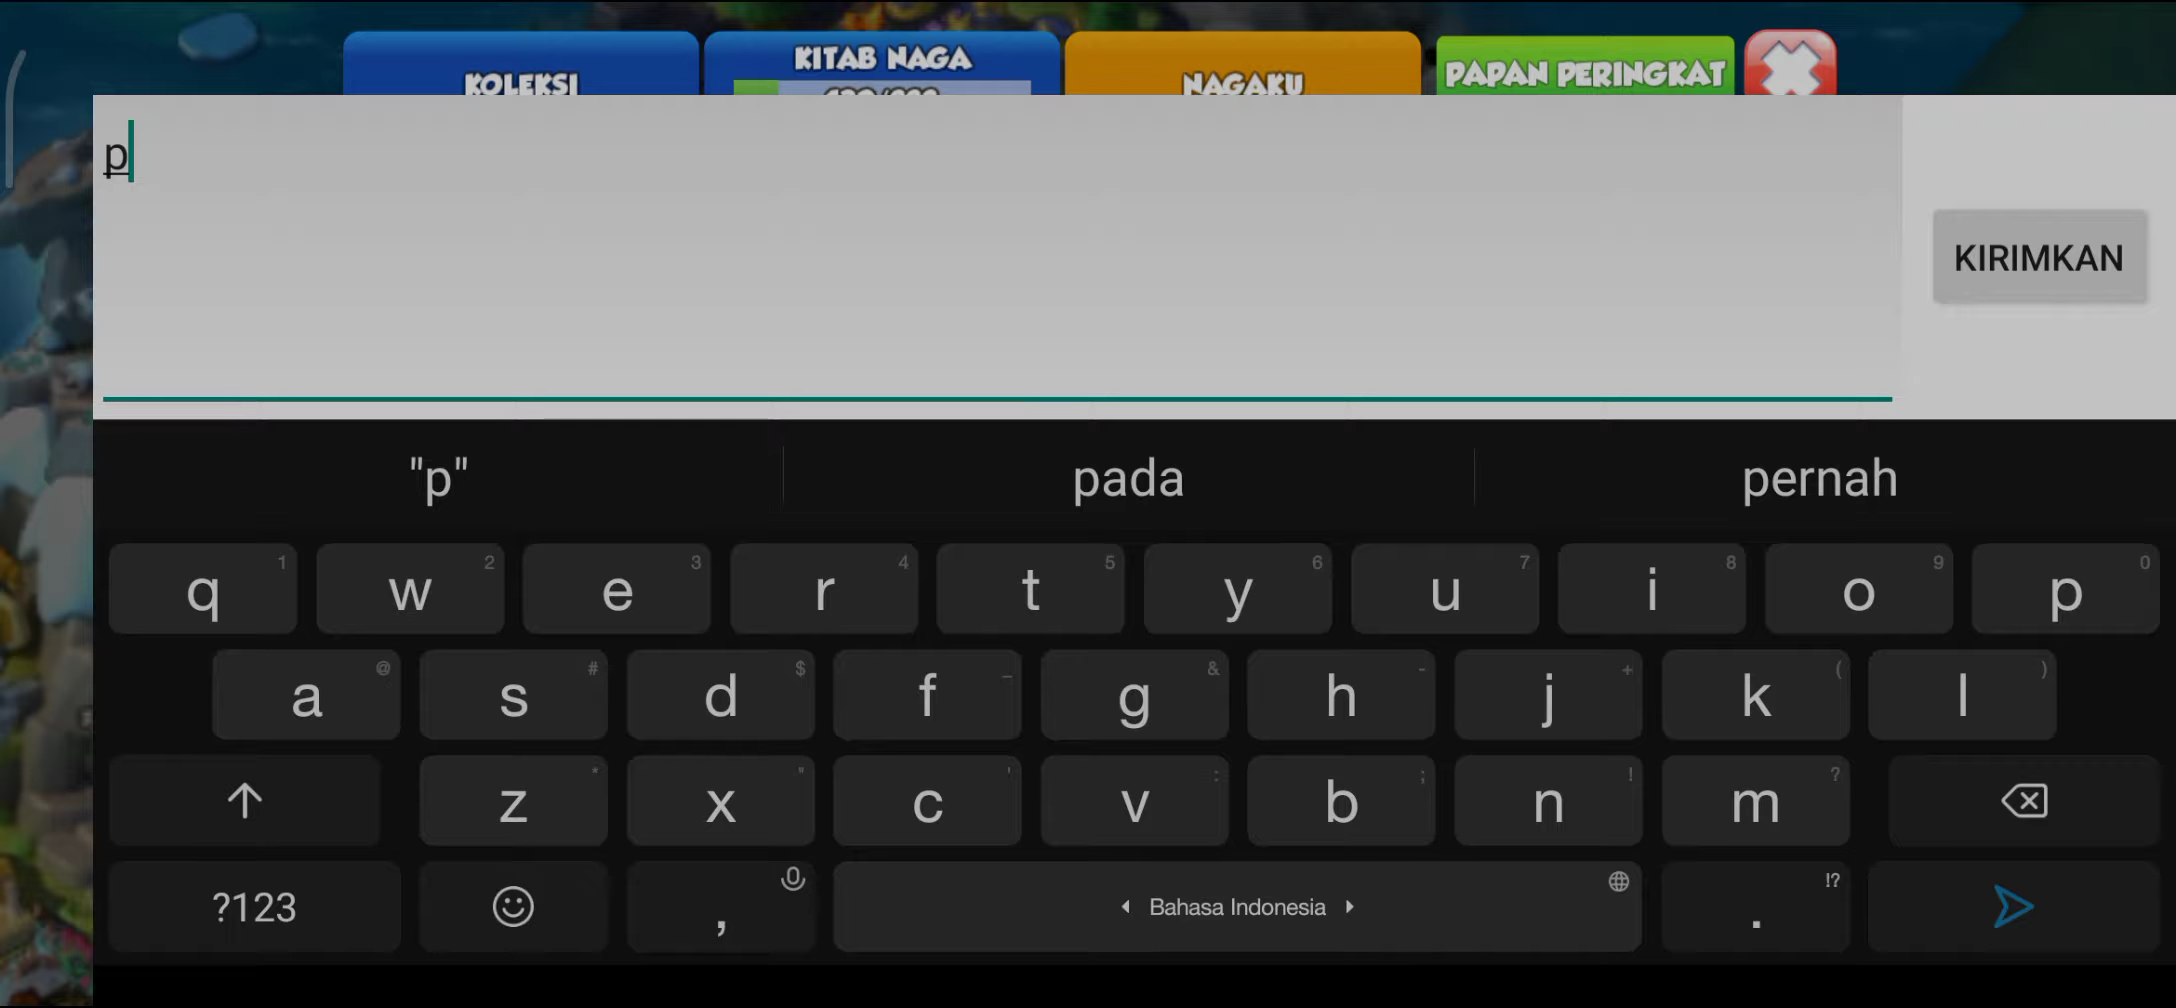 KOLEKSI
KITAB NAGA
NAGAKU
PAPAN PERINGKAT
p
KIRIMKAN
"p" pada pernah
q 1 w 2 e 3 r 4 t 5 y 6 u 7 i 8 o 9 p 0
a @ s # d $ f _ g & h - j + k ( l )
z * x " c ' v : b ; n ! m ?
?123 , Bahasa Indonesia . !?